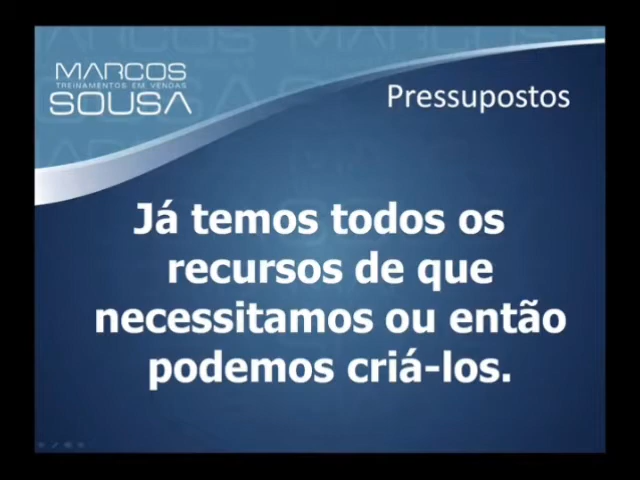 MARCOS
TREINAMENTOS EM VENDAS
SOUSA
Pressupostos
Já temos todos os
recursos de que
necessitamos ou então
podemos criá-los.